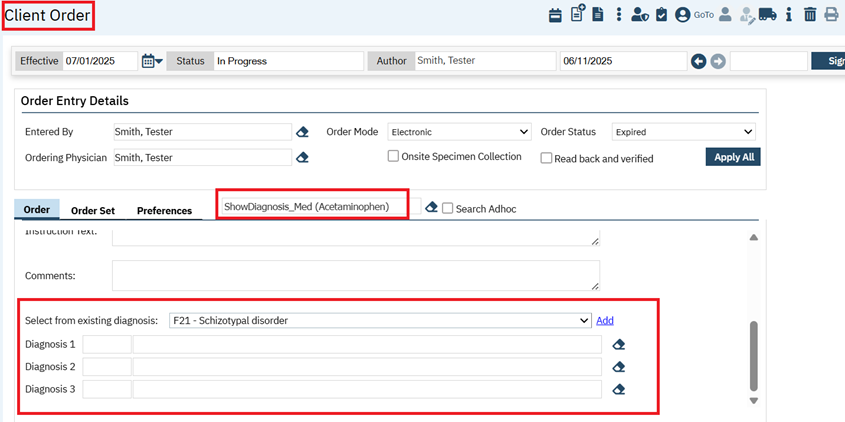 Client Order
GoTo
Effective 07/01/2025 Status In Progress Author Smith, Tester 06/11/2025 Sign
Order Entry Details
Entered By Smith, Tester Order Mode Electronic Order Status Expired
Ordering Physician Smith, Tester Onsite Specimen Collection Read back and verified Apply All
Order Order Set Preferences ShowDiagnosis_Med (Acetaminophen) Search Adhoc
Instruction Text:
Comments:
Select from existing diagnosis: F21 - Schizotypal disorder Add
Diagnosis 1
Diagnosis 2
Diagnosis 3